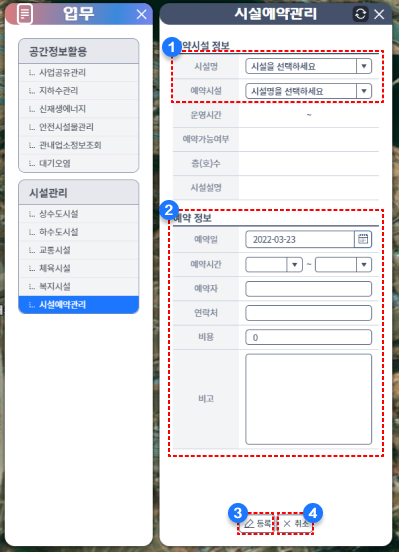 업무
공간정보활용
사업공유관리
지하수관리
신재생에너지
안전시설물관리
관내업소정보조회
대기오염
시설관리
상수도시설
하수도시설
교통시설
체육시설
복지시설
시설예약관리
시설예약관리
1
약시설 정보
시설명 시설을 선택하세요
예약시설 시설명을 선택하세요
운영시간 ~
예약가능여부
층(호)수
시설설명
2
예약 정보
예약일 2022-03-23
예약시간 ~
예약자
연락처
비용 0
비고
3 4
등록 취소